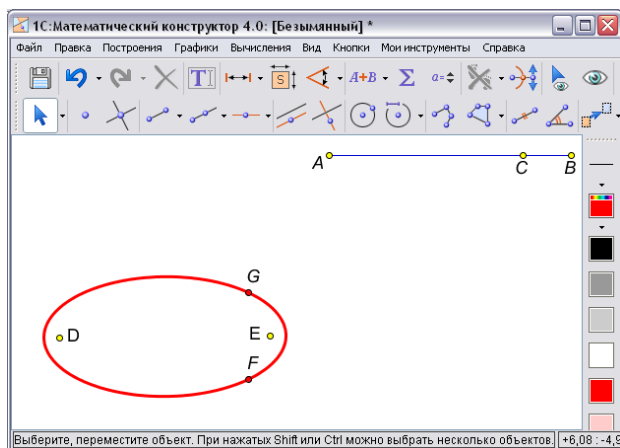 1С:Математический конструктор 4.0: [Безымянный] *
Файл Правка Построения Графики Вычисления Вид Кнопки Мои инструменты Справка
T S A+B Σ a=
A C B
G
D E
F
Выберите, переместите объект. При нажатых Shift или Ctrl можно выбрать несколько объектов. +6,08 : -4,9